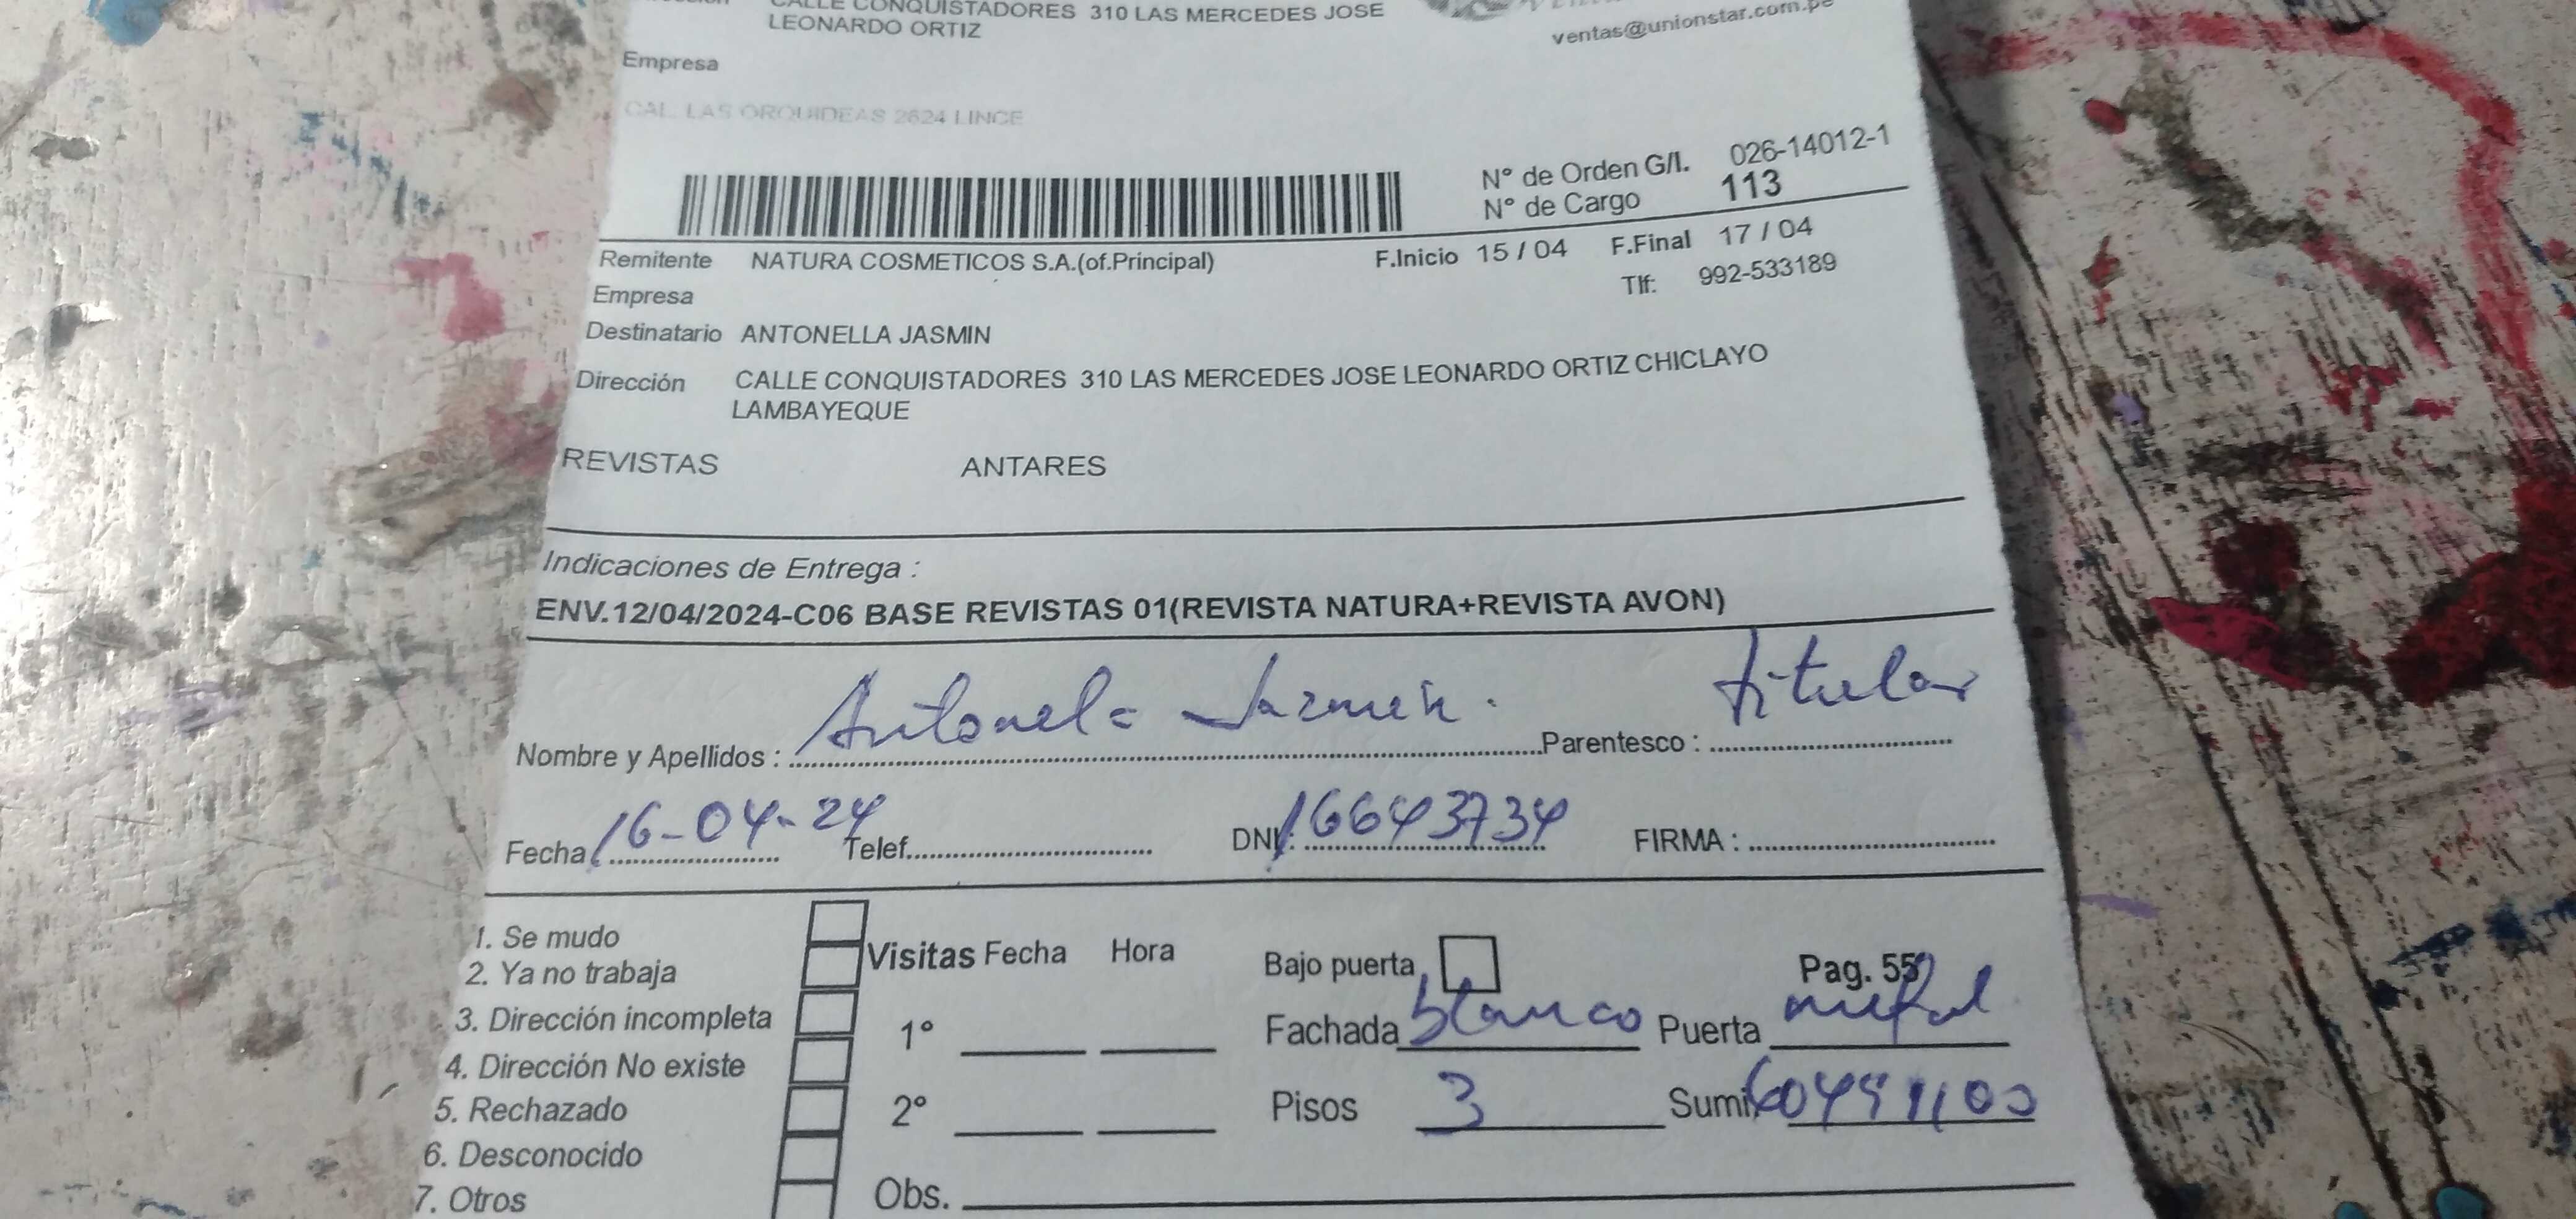 CALLE CONQUISTADORES 310 LAS MERCEDES JOSE
LEONARDO ORTIZ
ventas@unionstar.com.pe
Empresa
CAL. LAS ORQUIDEAS 2624 LINCE
N° de Orden G/I. 026-14012-1
N° de Cargo 113
Remitente NATURA COSMETICOS S.A.(of.Principal) F.Inicio 15 / 04 F.Final 17 / 04
Empresa Tlf: 992-533189
Destinatario ANTONELLA JASMIN
Dirección CALLE CONQUISTADORES 310 LAS MERCEDES JOSE LEONARDO ORTIZ CHICLAYO
LAMBAYEQUE
REVISTAS ANTARES
Indicaciones de Entrega :
ENV.12/04/2024-C06 BASE REVISTAS 01(REVISTA NATURA+REVISTA AVON)
Nombre y Apellidos : Antonela Jazmin. Parentesco : titular
Fecha 16-04-24 Telef. DNI: 16643734 FIRMA :
1. Se mudo
2. Ya no trabaja Visitas Fecha Hora Bajo puerta Pag. 55
3. Dirección incompleta 1° Fachada blanco Puerta
4. Dirección No existe
5. Rechazado 2° Pisos 3 Sumi
6. Desconocido
7. Otros Obs.